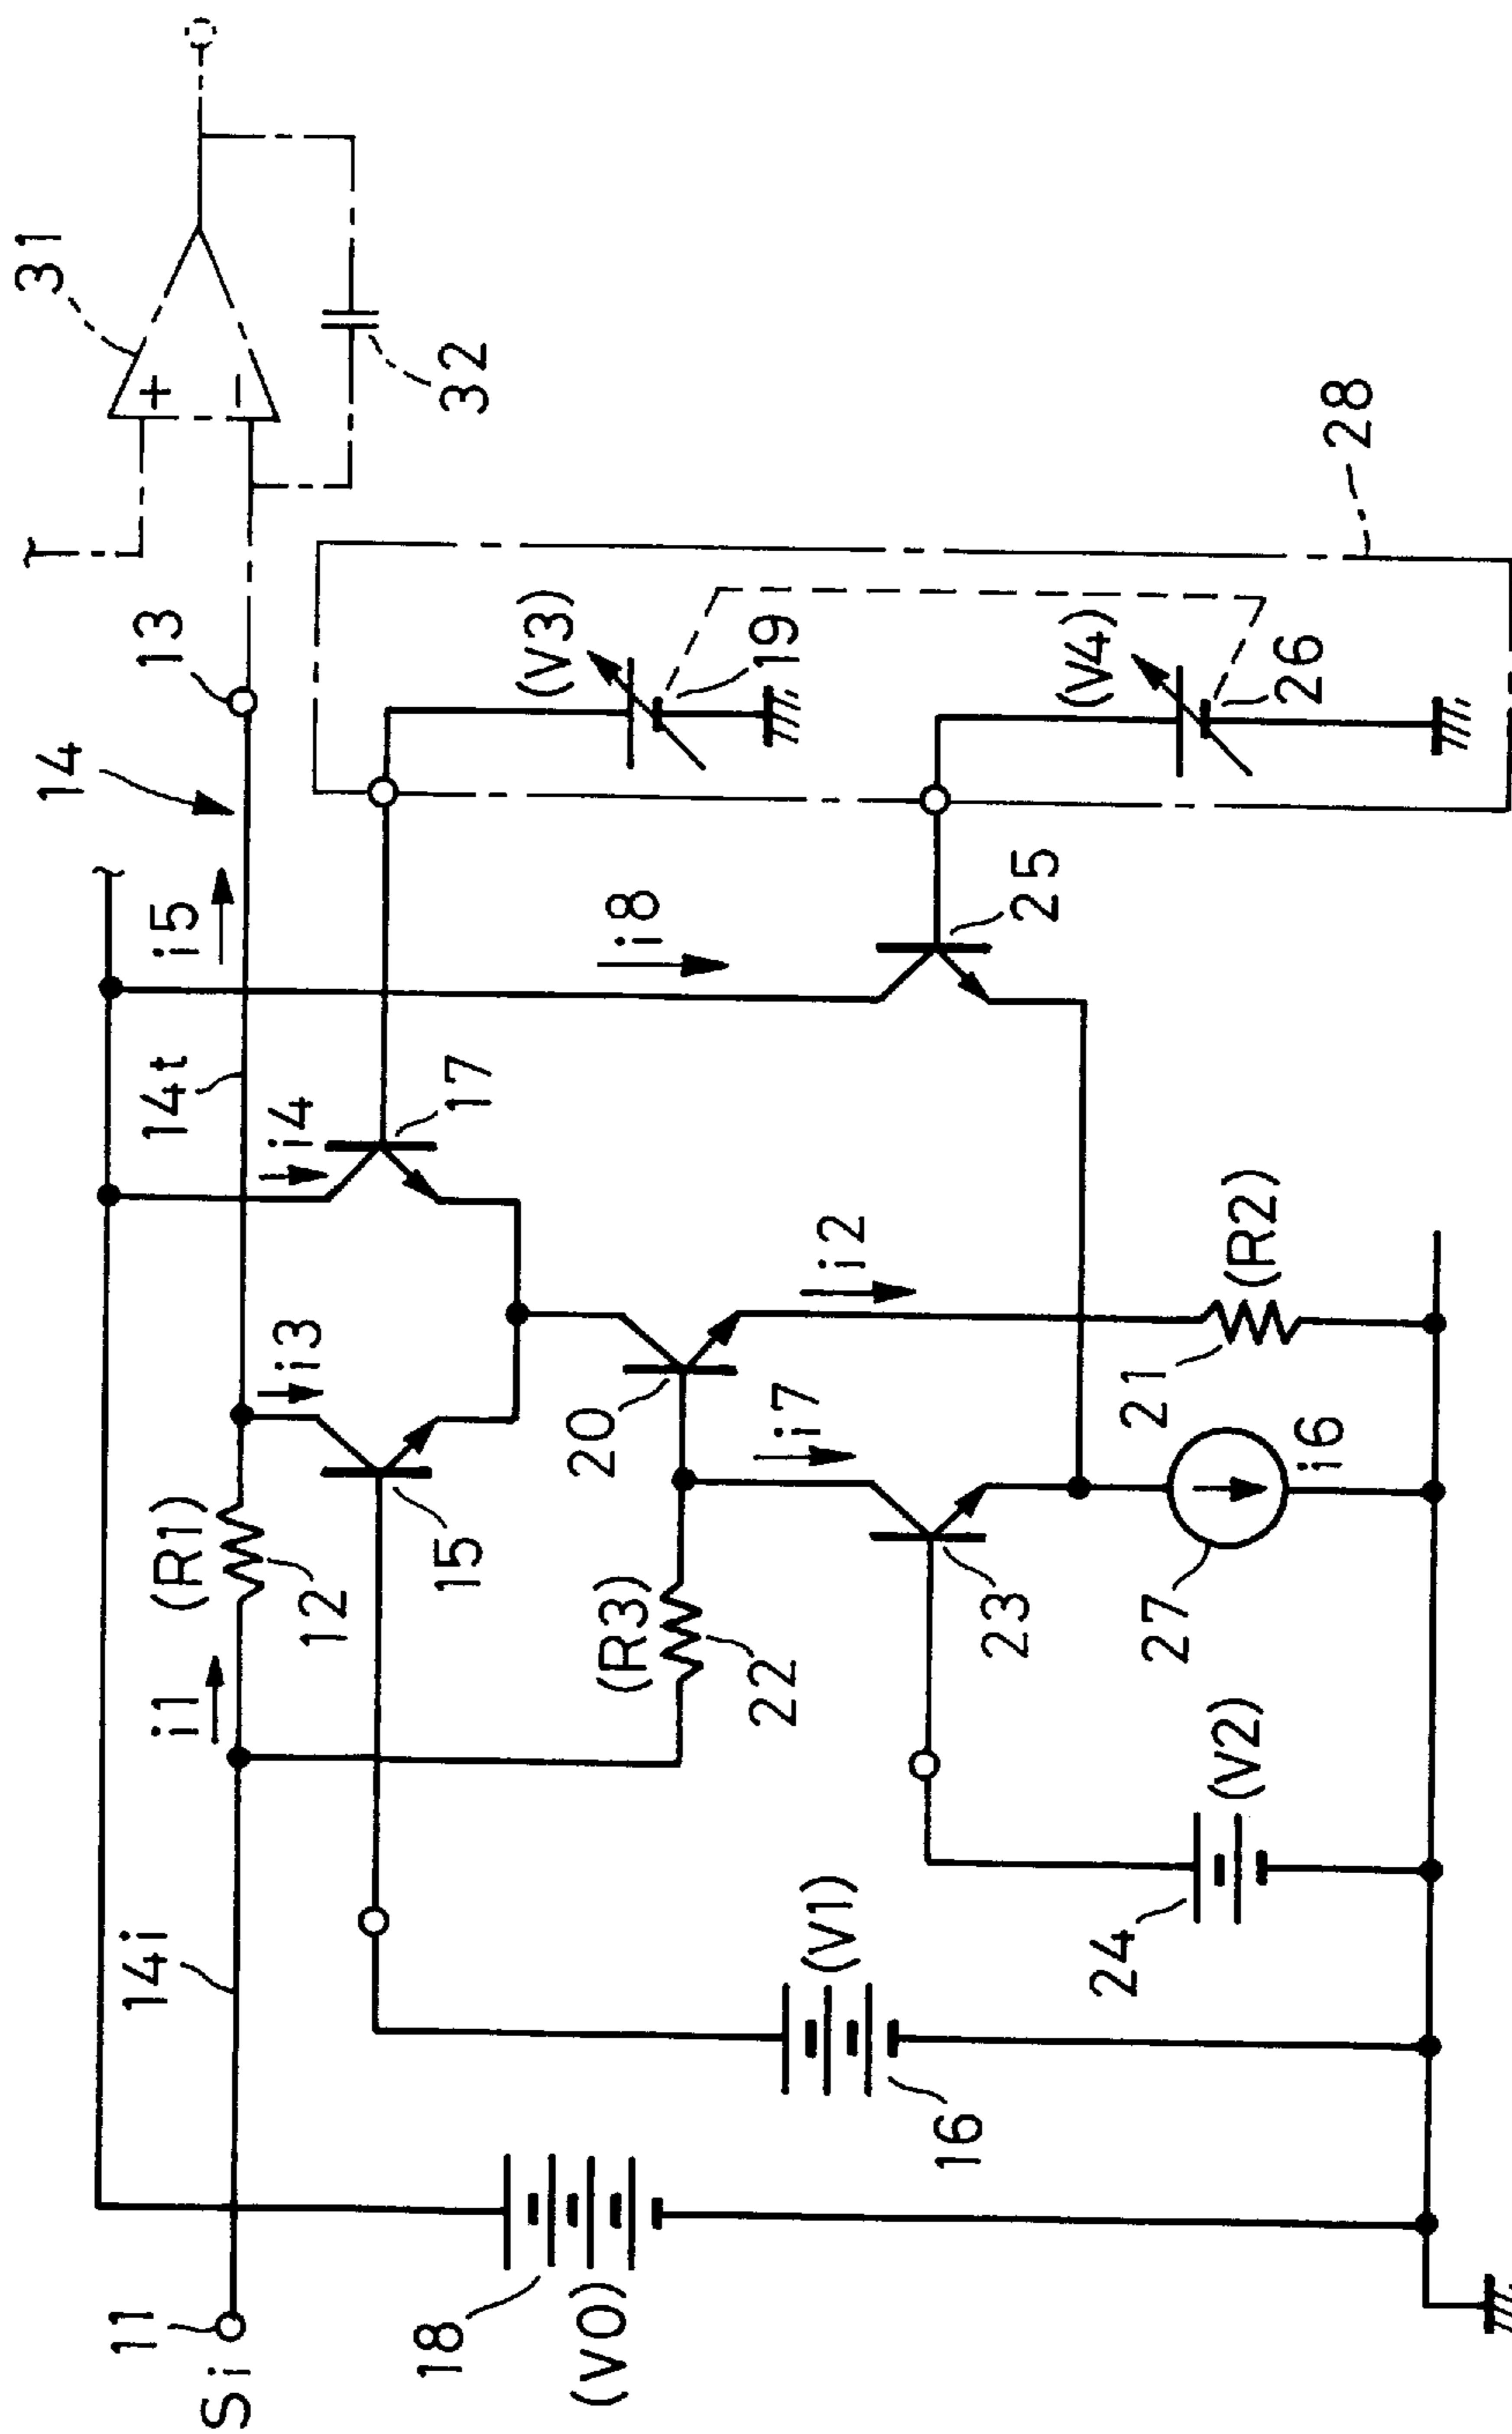 Si
11
14i
i1
(R1)
12
i3
14t
i4
i5
14
13
r
31
+
−
32
18
(V0)
16
(V1)
15
17
(R3)
22
20
i7
i2
i8
25
(V3)
19
(V4)
26
28
24
(V2)
23
27
i6
21
(R2)